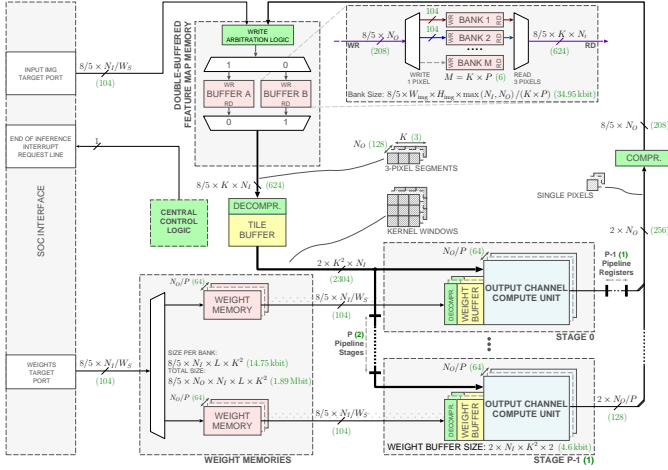 SOC INTERFACE
INPUT IMG
TARGET PORT
8/5 × N_I/W_S
(104)
END OF INFERENCE
INTERRUPT
REQUEST LINE
1
WEIGHTS TARGET
PORT
8/5 × N_I/W_S
(104)
DOUBLE-BUFFERED
FEATURE MAP MEMORY
WRITE
ARBITRATION LOGIC
1 0
WR
BUFFER A
RD
WR
BUFFER B
RD
0 1
8/5 × N_O
WR
(208)
104
104
WR BANK 1 RD
WR BANK 2 RD
....
WR BANK M RD
WRITE
1 PIXEL
M = K × P (6)
READ
3 PIXELS
8/5 × K × N_i
(624) RD
Bank Size: 8/5 × W_img × H_img × max (N_I, N_O) /(K × P) (34.95 kbit)
8/5 × K × N_I
(624)
N_O (128)
K (3)
3-PIXEL SEGMENTS
CENTRAL
CONTROL
LOGIC
DECOMPR.
TILE
BUFFER
KERNEL WINDOWS
8/5 × N_O
(208)
COMPR.
SINGLE PIXELS
2 × N_O
(256)
2 × K² × N_I
(2304)
N_O/P (64)
WEIGHT
MEMORY
8/5 × N_I/W_S
(104)
SIZE PER BANK:
8/5 × N_I × L × K² (14.75 kbit)
TOTAL SIZE:
8/5 × N_O × N_I × L × K² (1.89 Mbit)
N_O/P (64)
WEIGHT
MEMORY
8/5 × N_I/W_S
(104)
WEIGHT MEMORIES
N_O/P (64)
DECOMPR.
WEIGHT
BUFFER
OUTPUT CHANNEL
COMPUTE UNIT
STAGE 0
P-1 (1)
Pipeline
Registers
P (2)
Pipeline
Stages
N_O/P (64)
DECOMPR.
WEIGHT
BUFFER
OUTPUT CHANNEL
COMPUTE UNIT
2 × N_O/P
(128)
WEIGHT BUFFER SIZE: 2 × N_I × K² × 2 (4.6 kbit)
STAGE P-1 (1)